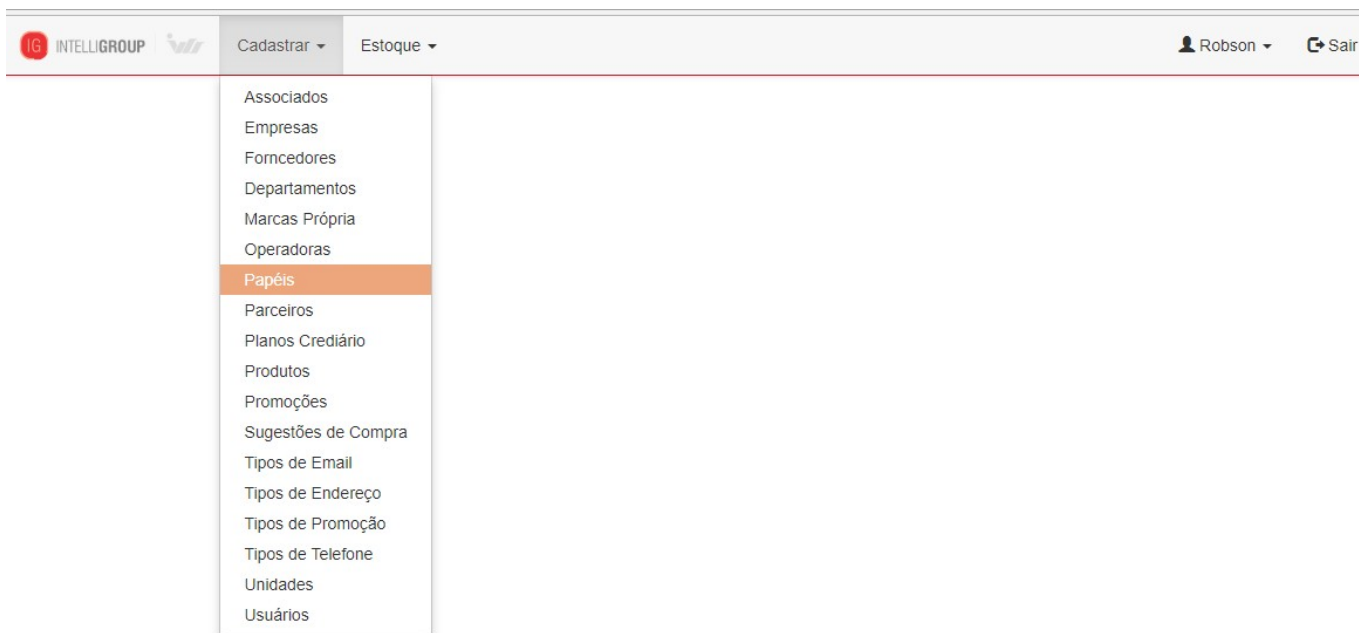 IG INTELLIGROUP Cadastrar Estoque Robson Sair
Associados
Empresas
Forncedores
Departamentos
Marcas Própria
Operadoras
Papéis
Parceiros
Planos Crediário
Produtos
Promoções
Sugestões de Compra
Tipos de Email
Tipos de Endereço
Tipos de Promoção
Tipos de Telefone
Unidades
Usuários